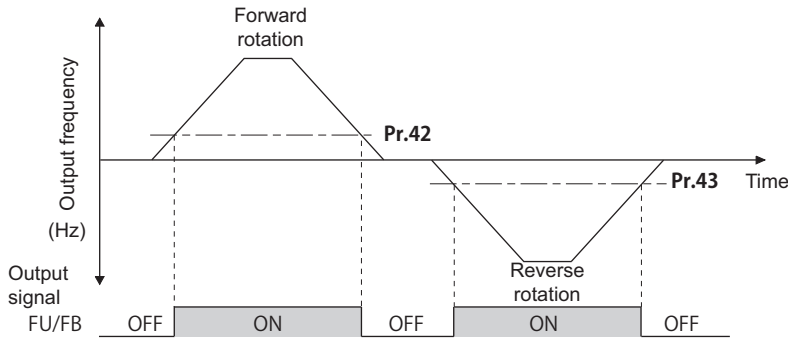 Forward
rotation
Output frequency
(Hz)
Pr.42
Pr.43
Time
Reverse
rotation
Output
signal
FU/FB
OFF
ON
OFF
ON
OFF